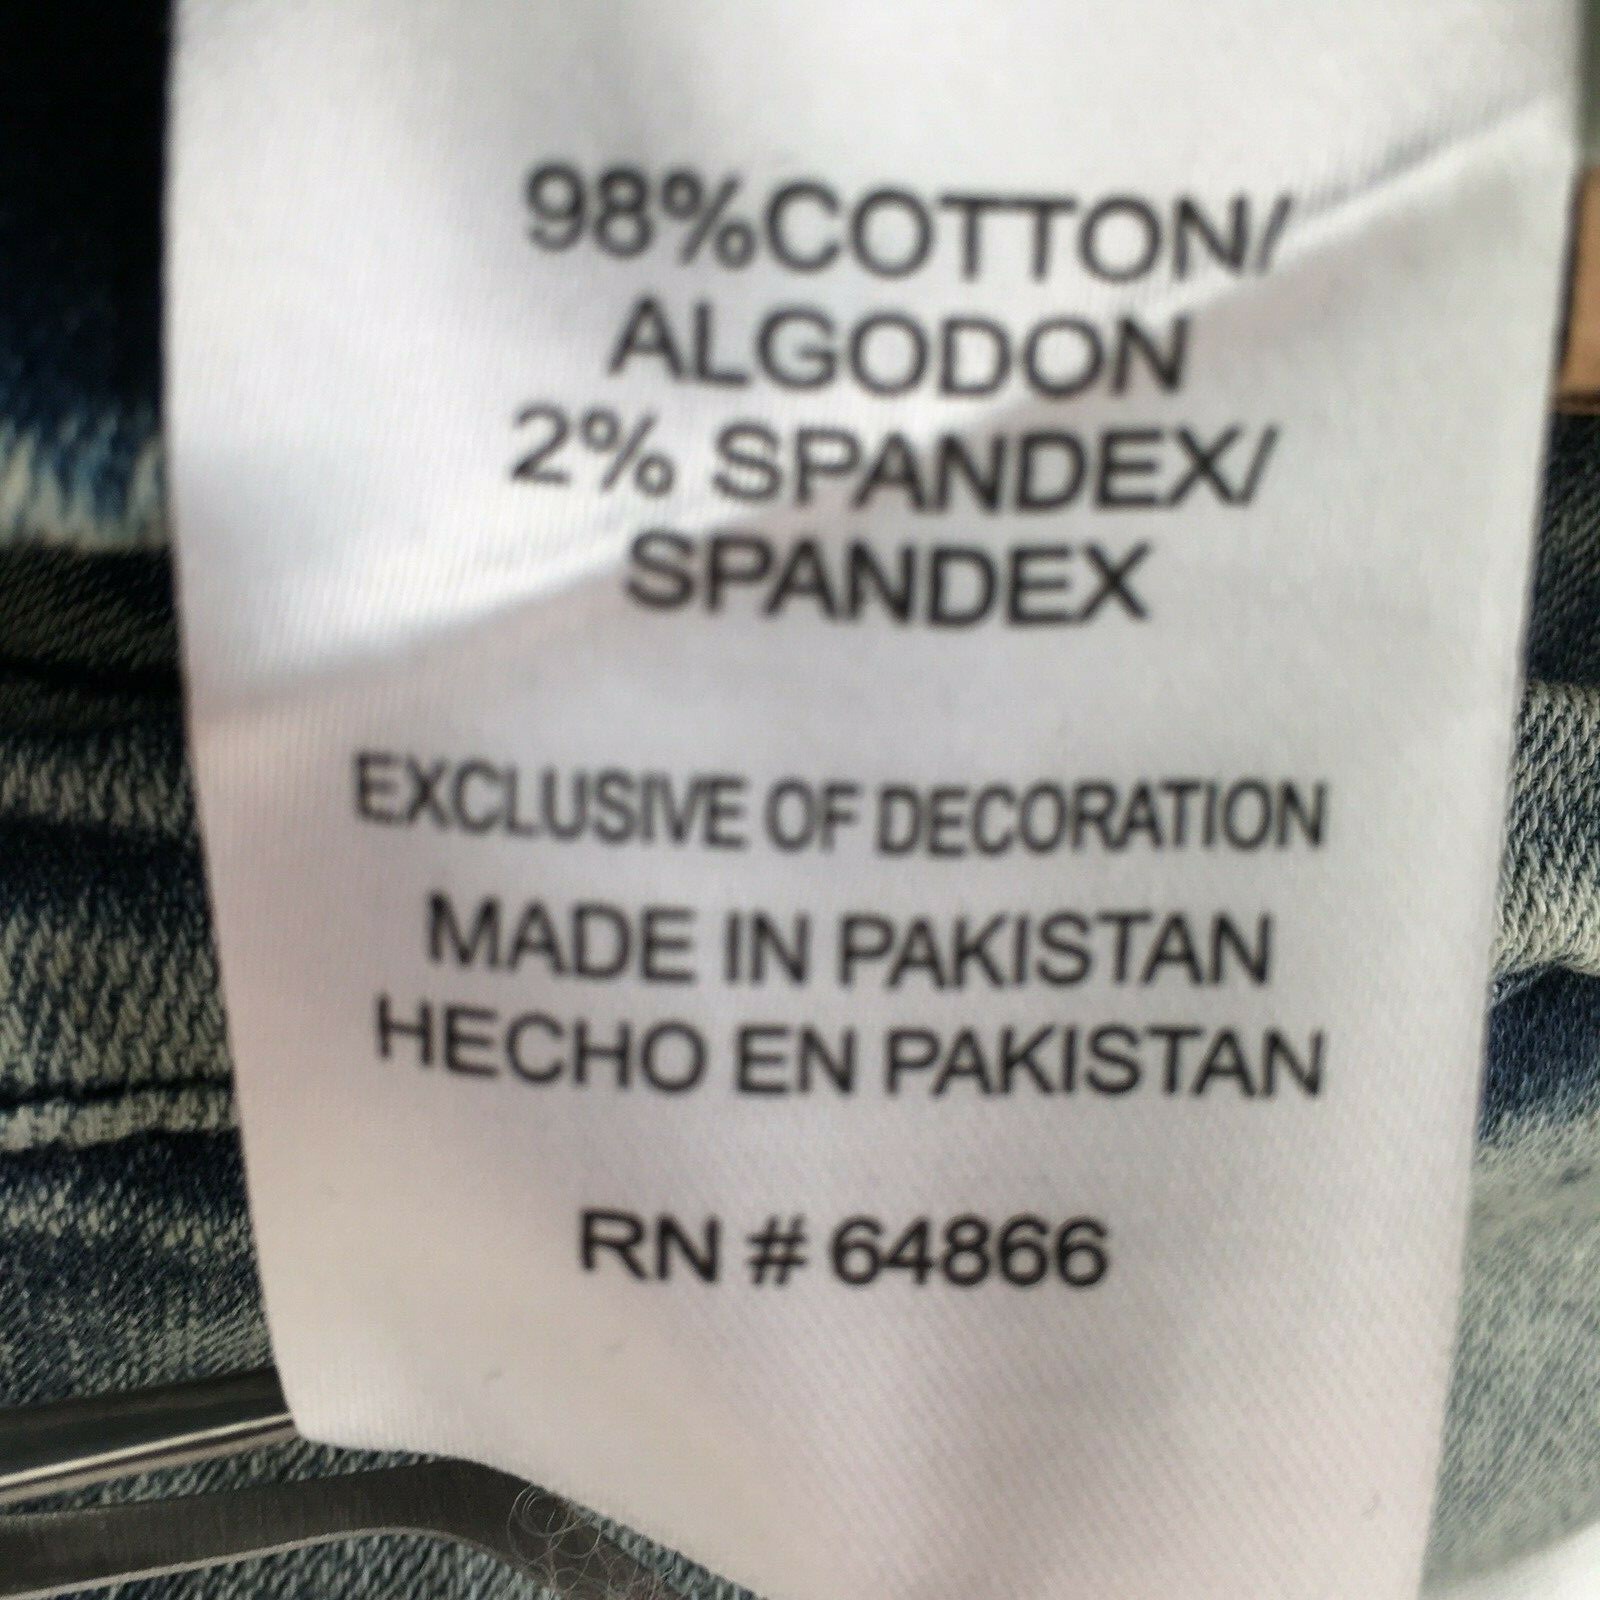 98%COTTON/
ALGODON
2% SPANDEX/
SPANDEX
EXCLUSIVE OF DECORATION
MADE IN PAKISTAN
HECHO EN PAKISTAN
RN # 64866